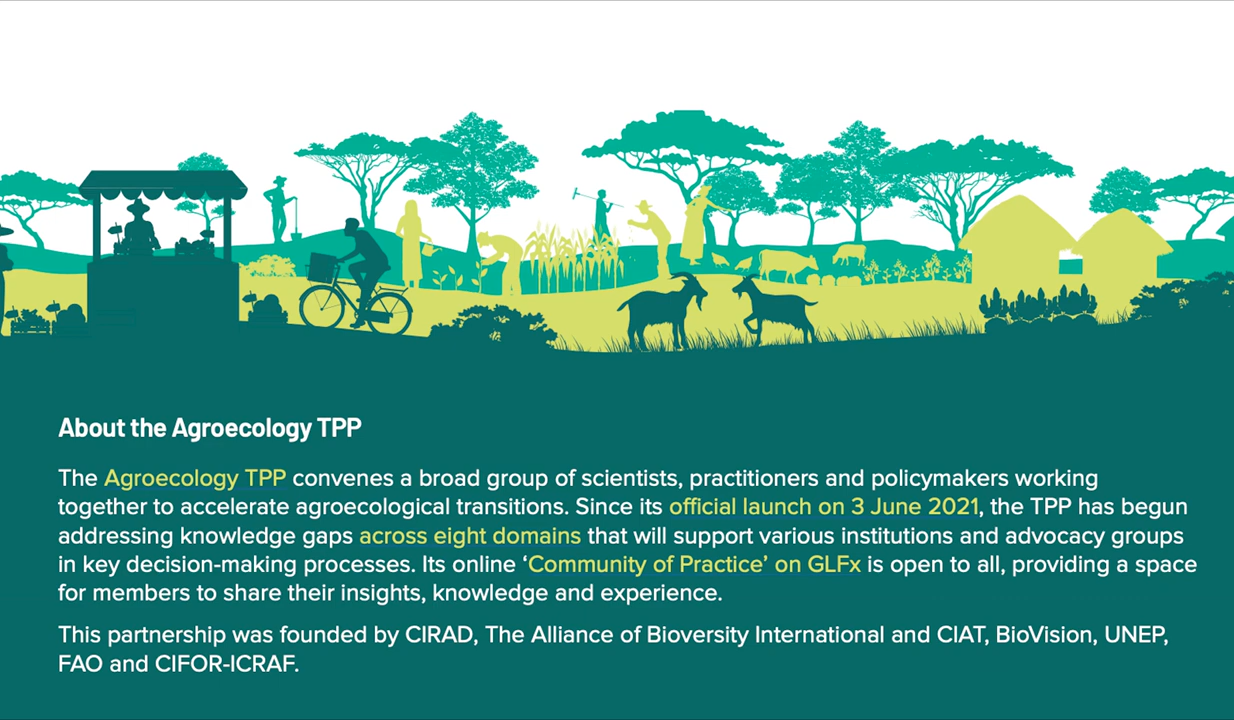 About the Agroecology TPP
The Agroecology TPP convenes a broad group of scientists, practitioners and policymakers working
together to accelerate agroecological transitions. Since its official launch on 3 June 2021, the TPP has begun
addressing knowledge gaps across eight domains that will support various institutions and advocacy groups
in key decision-making processes. Its online ‘Community of Practice’ on GLFx is open to all, providing a space
for members to share their insights, knowledge and experience.
This partnership was founded by CIRAD, The Alliance of Bioversity International and CIAT, BioVision, UNEP,
FAO and CIFOR-ICRAF.